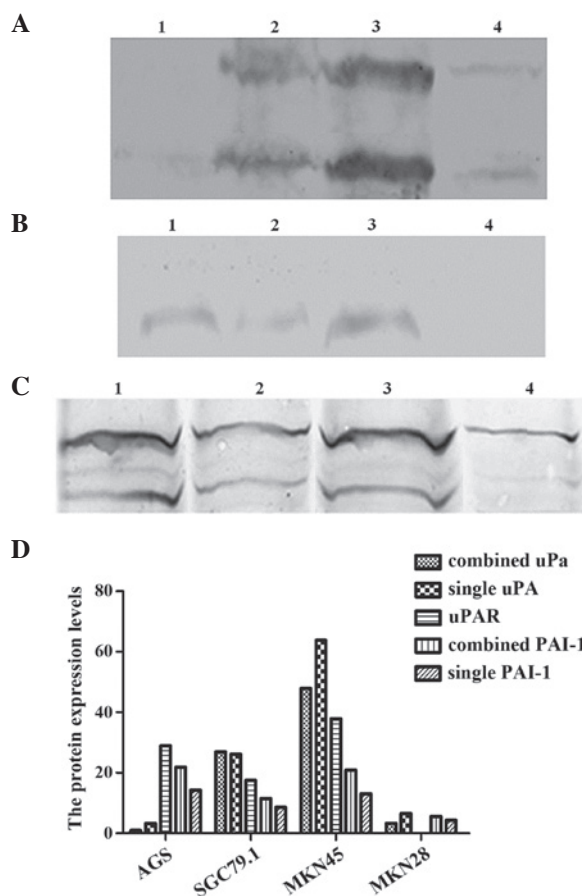 A
1 2 3 4
B
1 2 3 4
C
1 2 3 4
D
combined uPa
single uPA
uPAR
combined PAI-1
single PAI-1
The protein expression levels
80
60
40
20
0
AGS
SGC79.1
MKN45
MKN28